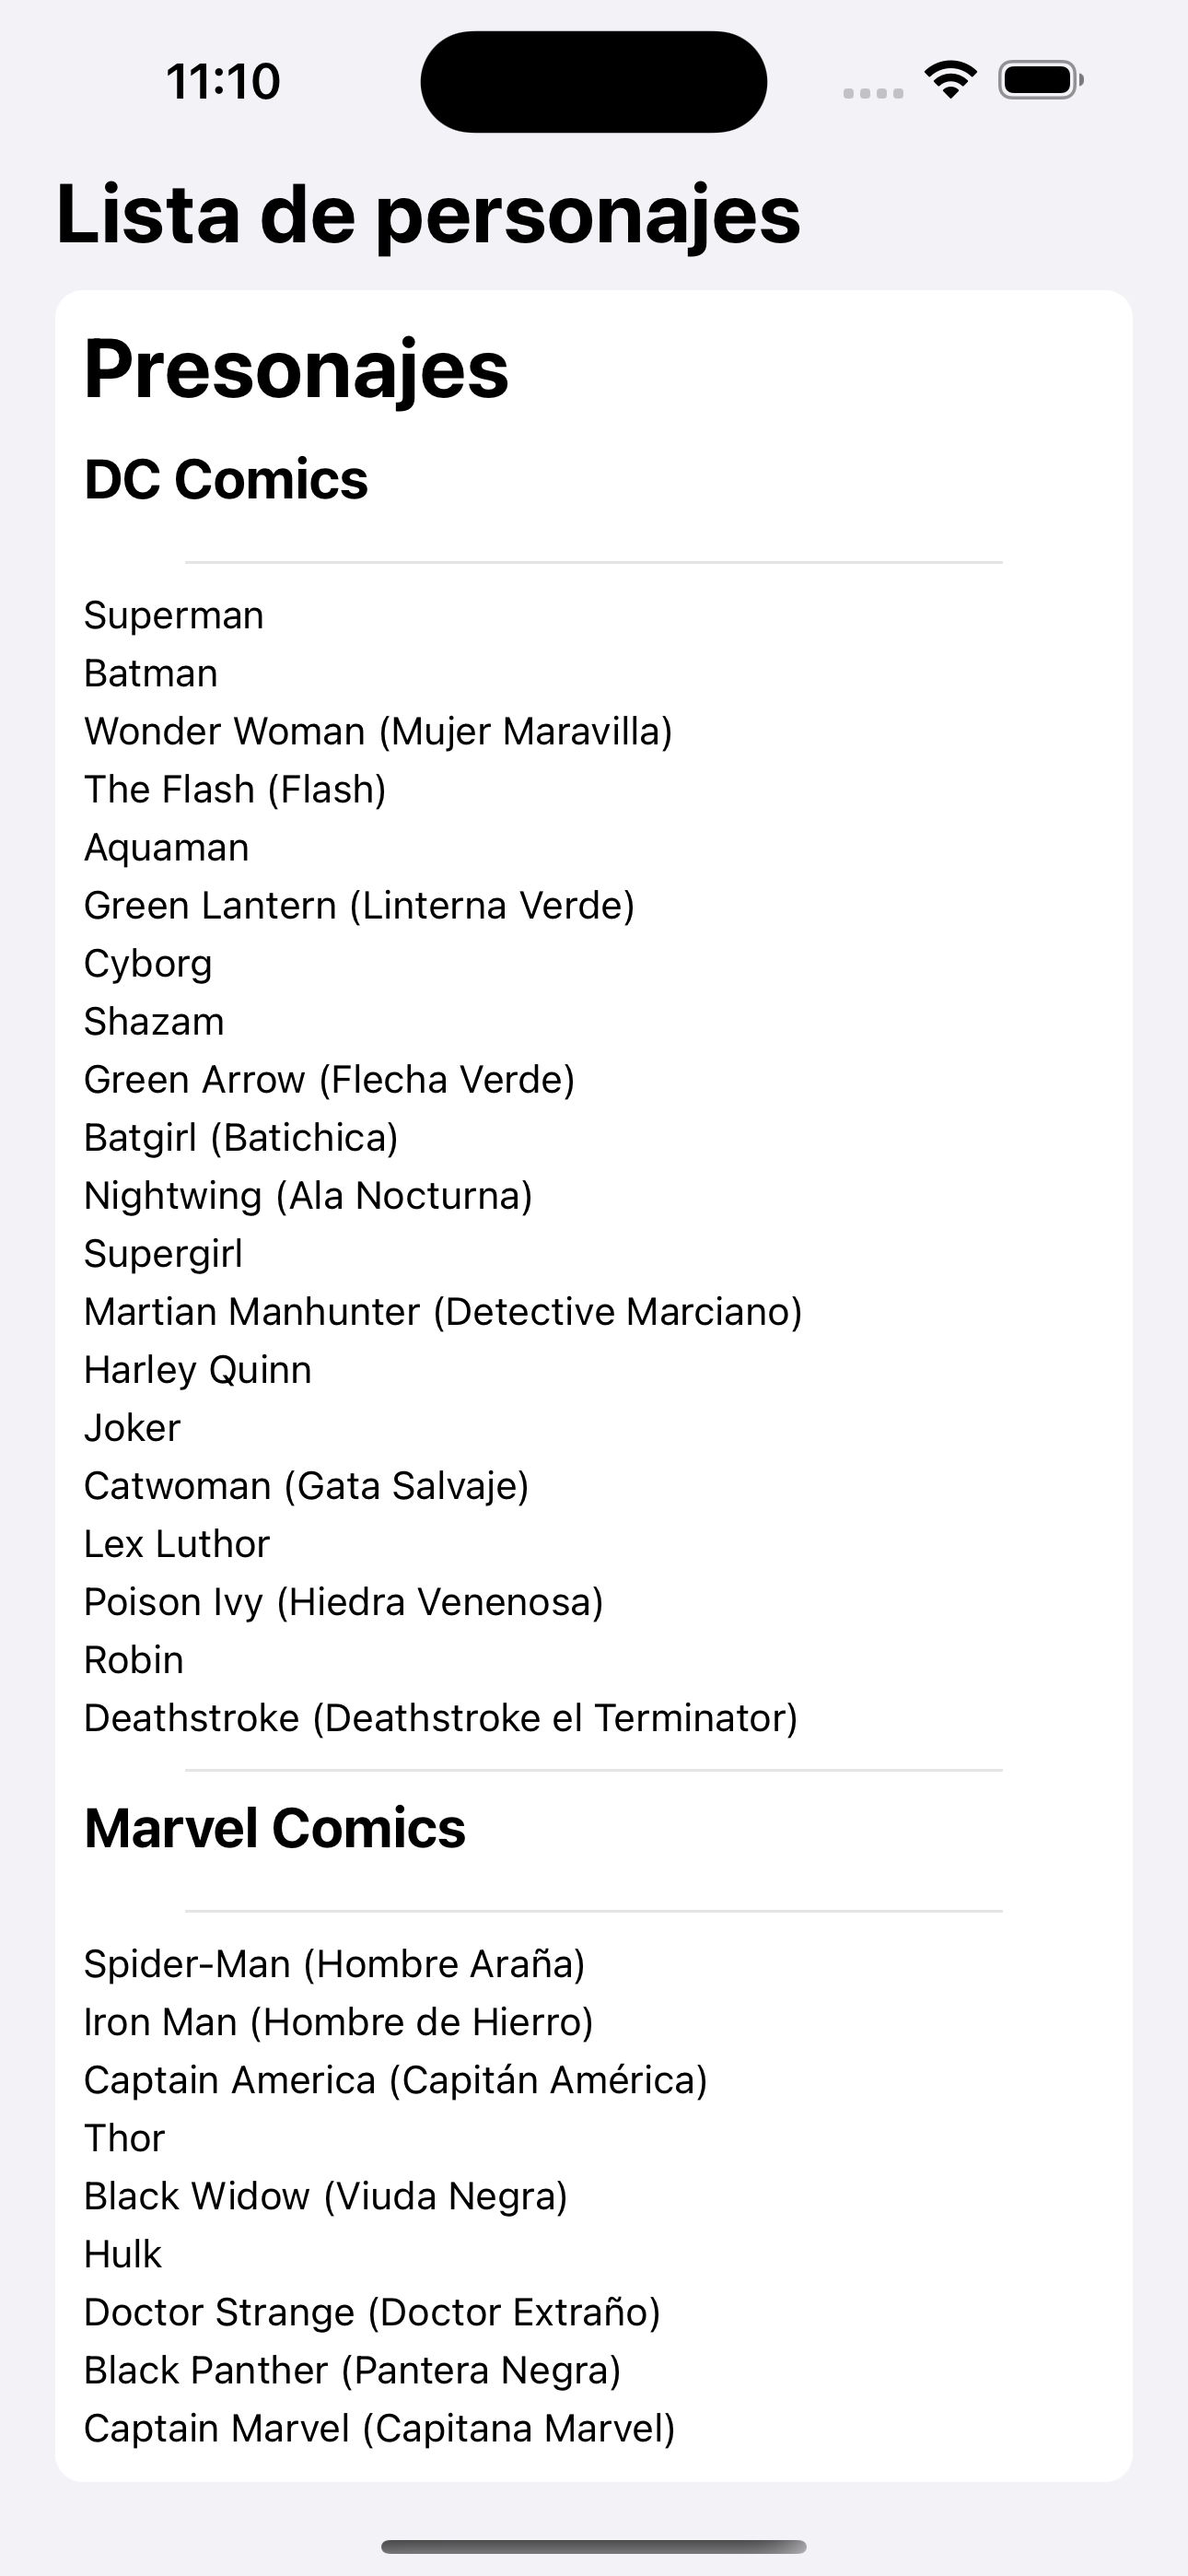 11:10
Lista de personajes
Presonajes
DC Comics
Superman
Batman
Wonder Woman (Mujer Maravilla)
The Flash (Flash)
Aquaman
Green Lantern (Linterna Verde)
Cyborg
Shazam
Green Arrow (Flecha Verde)
Batgirl (Batichica)
Nightwing (Ala Nocturna)
Supergirl
Martian Manhunter (Detective Marciano)
Harley Quinn
Joker
Catwoman (Gata Salvaje)
Lex Luthor
Poison Ivy (Hiedra Venenosa)
Robin
Deathstroke (Deathstroke el Terminator)
Marvel Comics
Spider-Man (Hombre Araña)
Iron Man (Hombre de Hierro)
Captain America (Capitán América)
Thor
Black Widow (Viuda Negra)
Hulk
Doctor Strange (Doctor Extraño)
Black Panther (Pantera Negra)
Captain Marvel (Capitana Marvel)